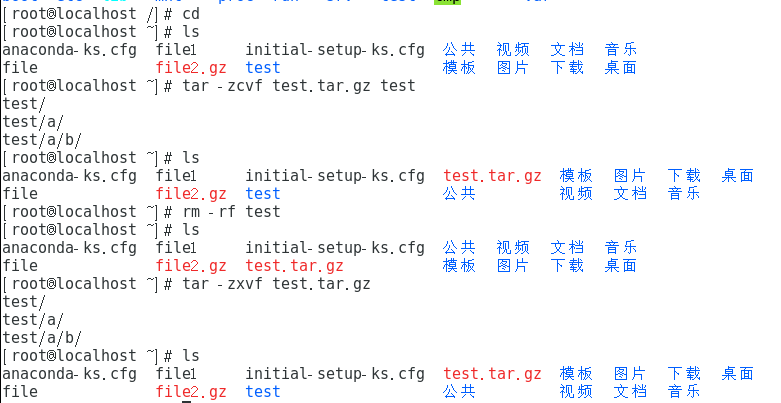 [root@localhost /]# cd
[root@localhost ~]# ls
anaconda-ks.cfg  file1     initial-setup-ks.cfg  公共  视频  文档  音乐
file             file2.gz  test                  模板  图片  下载  桌面
[root@localhost ~]# tar -zcvf test.tar.gz test
test/
test/a/
test/a/b/
[root@localhost ~]# ls
anaconda-ks.cfg  file1     initial-setup-ks.cfg  test.tar.gz  模板  图片  下载  桌面
file             file2.gz  test                  公共         视频  文档  音乐
[root@localhost ~]# rm -rf test
[root@localhost ~]# ls
anaconda-ks.cfg  file1     initial-setup-ks.cfg  公共  视频  文档  音乐
file             file2.gz  test.tar.gz           模板  图片  下载  桌面
[root@localhost ~]# tar -zxvf test.tar.gz
test/
test/a/
test/a/b/
[root@localhost ~]# ls
anaconda-ks.cfg  file1     initial-setup-ks.cfg  test.tar.gz  模板  图片  下载  桌面
file             file2.gz  test                  公共         视频  文档  音乐